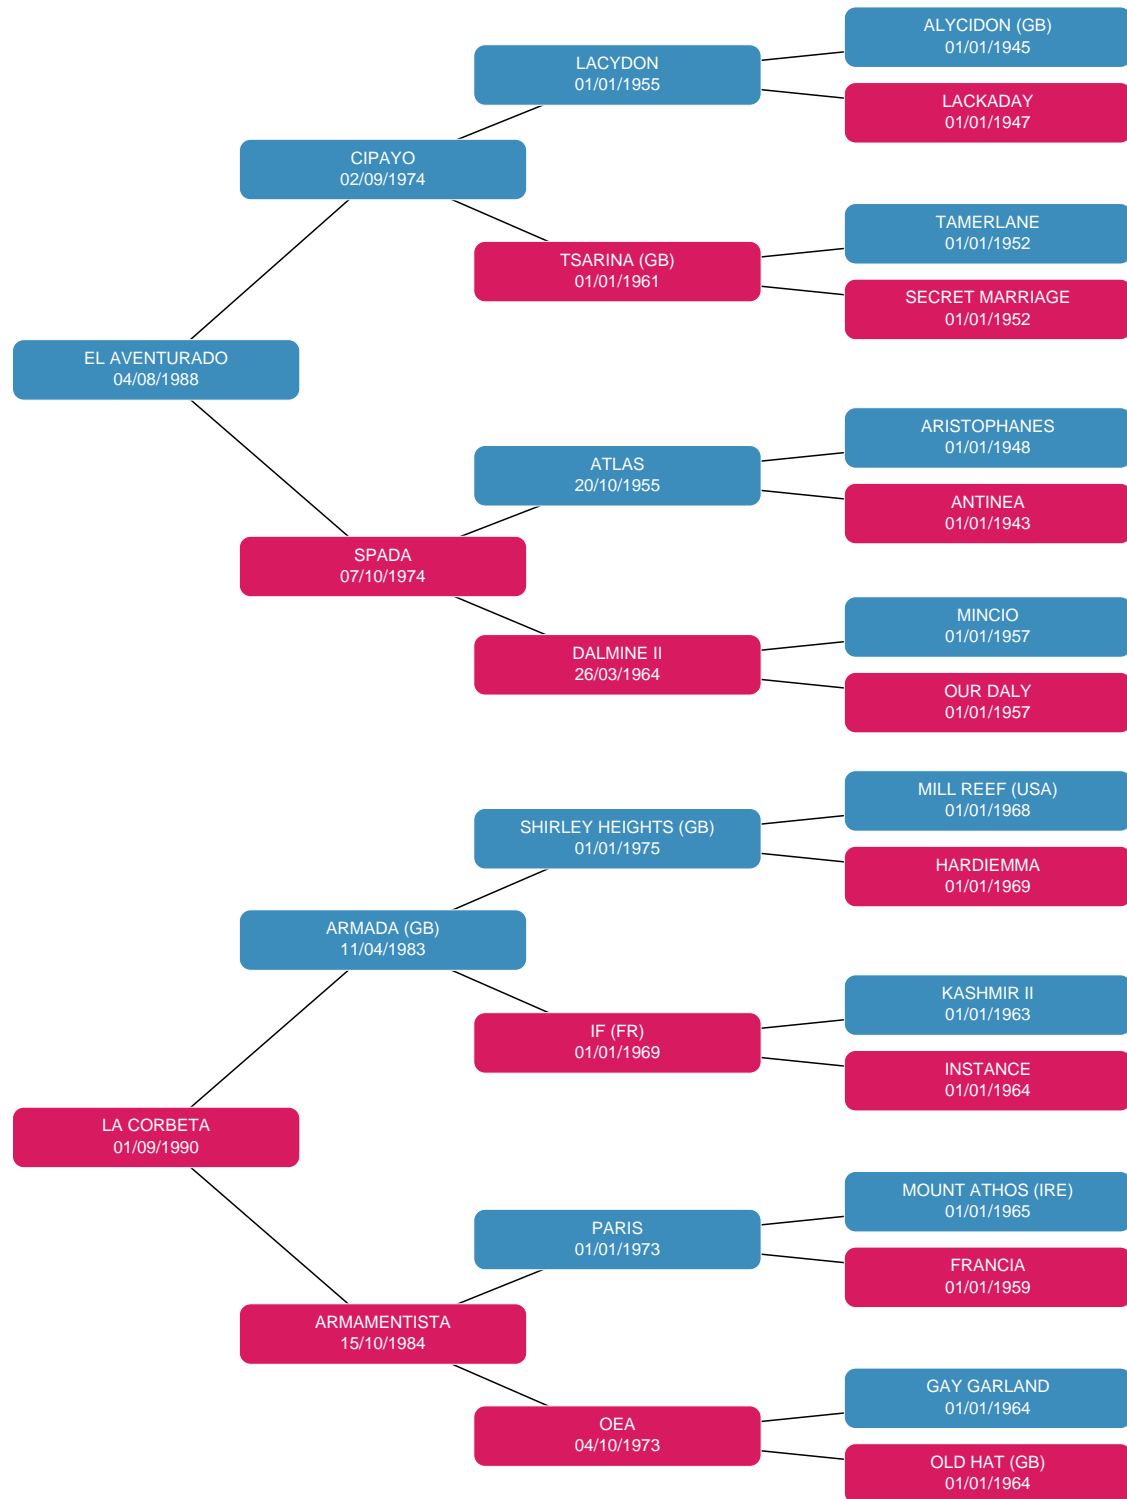 ALYCIDON (GB)
01/01/1945
LACYDON
01/01/1955
LACKADAY
01/01/1947
CIPAYO
02/09/1974
TAMERLANE
01/01/1952
TSARINA (GB)
01/01/1961
SECRET MARRIAGE
01/01/1952
EL AVENTURADO
04/08/1988
ARISTOPHANES
01/01/1948
ATLAS
20/10/1955
ANTINEA
01/01/1943
SPADA
07/10/1974
MINCIO
01/01/1957
DALMINE II
26/03/1964
OUR DALY
01/01/1957
MILL REEF (USA)
01/01/1968
SHIRLEY HEIGHTS (GB)
01/01/1975
HARDIEMMA
01/01/1969
ARMADA (GB)
11/04/1983
KASHMIR II
01/01/1963
IF (FR)
01/01/1969
INSTANCE
01/01/1964
LA CORBETA
01/09/1990
MOUNT ATHOS (IRE)
01/01/1965
PARIS
01/01/1973
FRANCIA
01/01/1959
ARMAMENTISTA
15/10/1984
GAY GARLAND
01/01/1964
OEA
04/10/1973
OLD HAT (GB)
01/01/1964